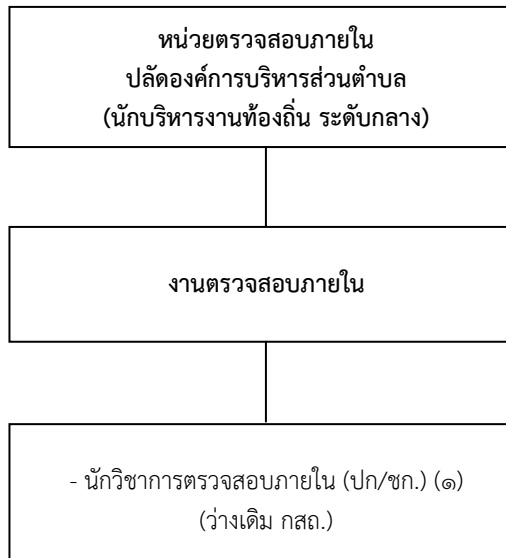 หน่วยตรวจสอบภายใน
ปลัดองค์การบริหารส่วนตำบล
(นักบริหารงานท้องถิ่น ระดับกลาง)
งานตรวจสอบภายใน
- นักวิชาการตรวจสอบภายใน (ปก/ชก.) (๑)
(ว่างเดิม กสถ.)